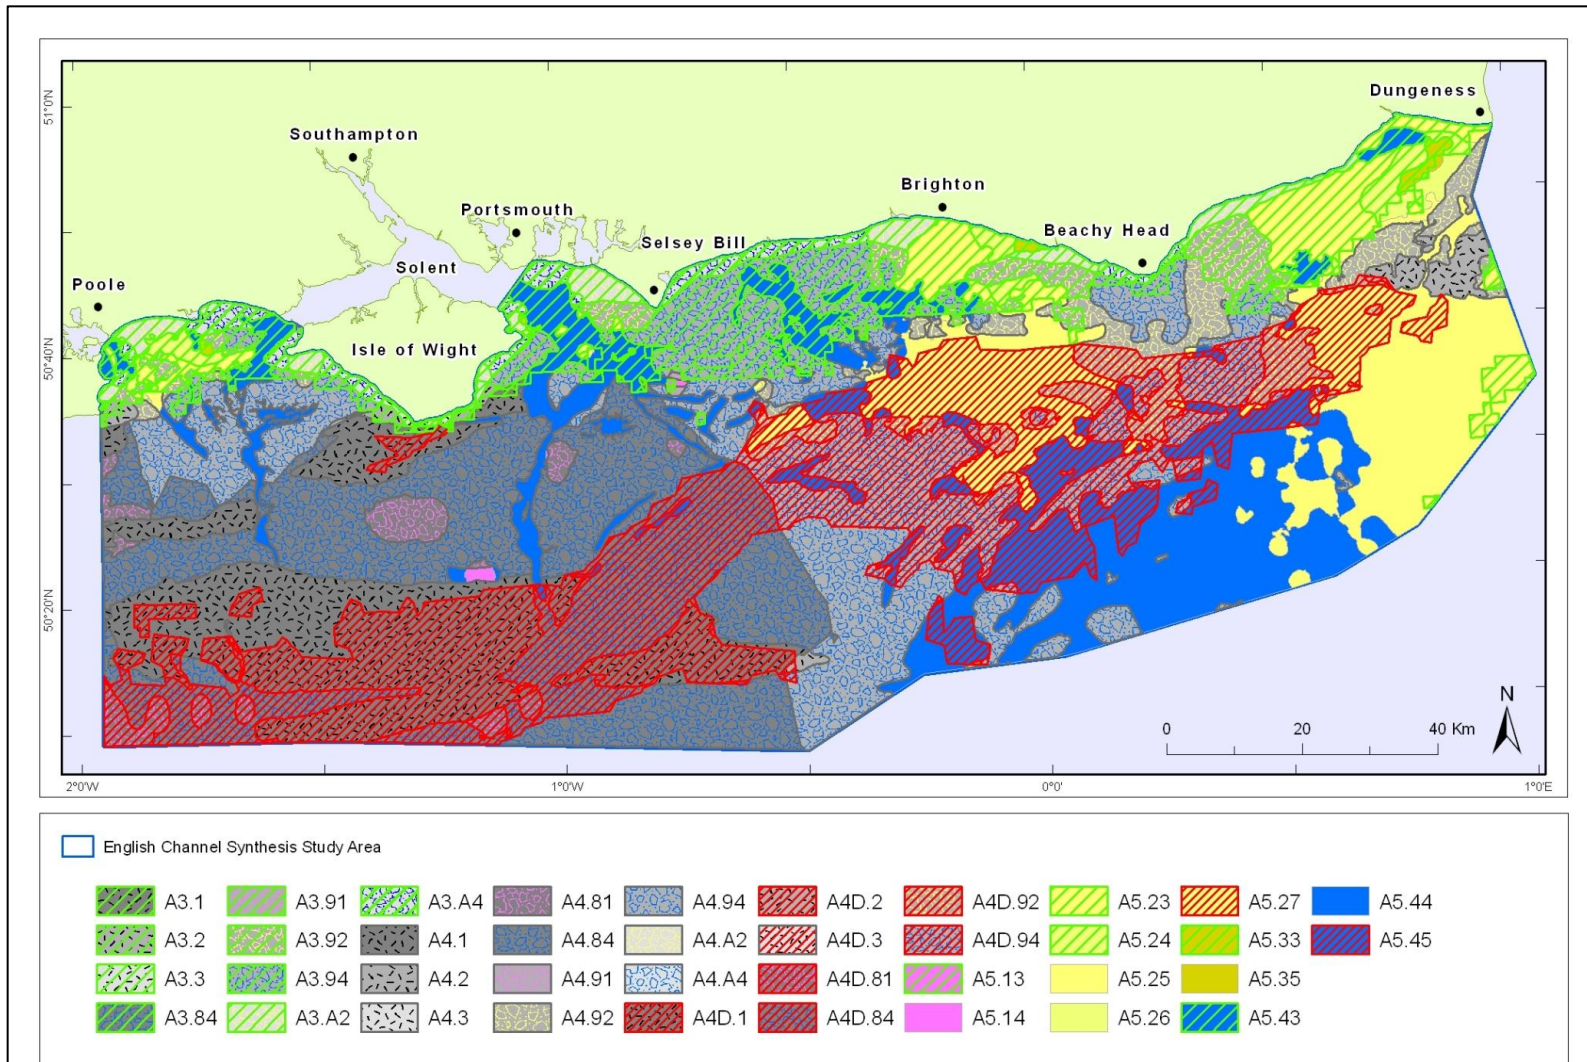 Dungeness
51°0'N
Southampton
Brighton
Portsmouth
Beachy Head
Selsey Bill
Solent
Poole
Isle of Wight
50°40'N
50°20'N
N
0 20 40 Km
2°0'W 1°0'W 0°0' 1°0'E
English Channel Synthesis Study Area
A3.1 A3.91 A3.A4 A4.81 A4.94 A4D.2 A4D.92 A5.23 A5.27 A5.44
A3.2 A3.92 A4.1 A4.84 A4.A2 A4D.3 A4D.94 A5.24 A5.33 A5.45
A3.3 A3.94 A4.2 A4.91 A4.A4 A4D.81 A5.13 A5.25 A5.35
A3.84 A3.A2 A4.3 A4.92 A4D.1 A4D.84 A5.14 A5.26 A5.43